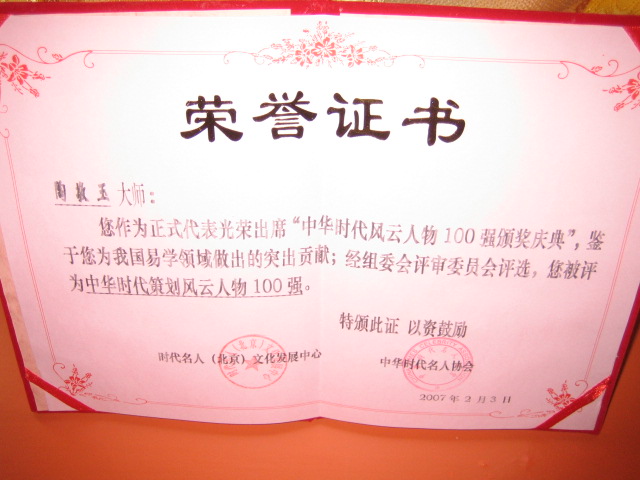 荣誉证书
陶敬玉 大师：
您作为正式代表光荣出席“中华时代风云人物100强颁奖庆典”，鉴
于您为我国易学领域做出的突出贡献；经组委会评审委员会评选，您被评
为中华时代策划风云人物100强。
特颁此证 以资鼓励
时代名人（北京）文化发展中心 中华时代名人协会
2007年2月3日